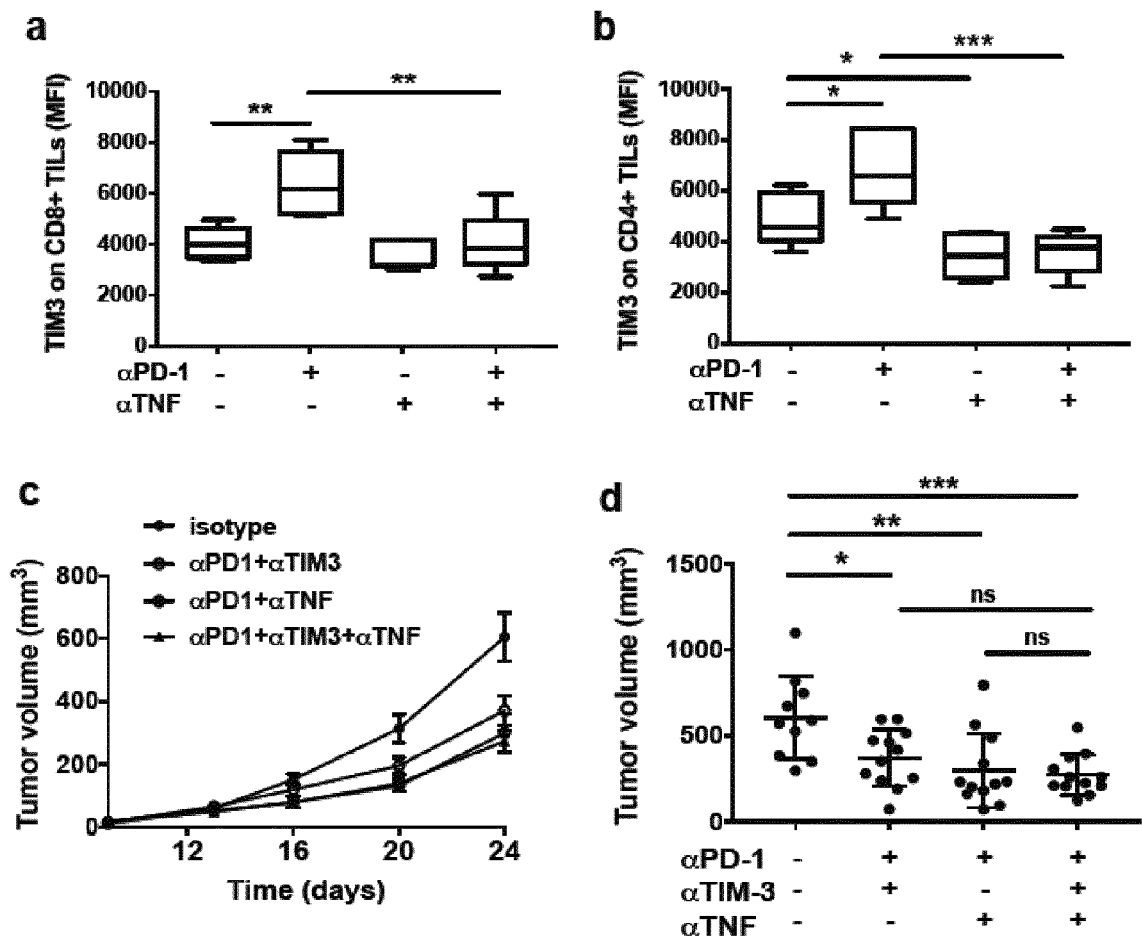 a
TIM3 on CD8+ TILs (MFI)
10000
8000
6000
4000
2000
0
**
**
αPD-1 - + - +
αTNF - - + +
b
TIM3 on CD4+ TILs (MFI)
10000
8000
6000
4000
2000
0
***
*
*
αPD-1 - + - +
αTNF - - + +
c
isotype
αPD1+αTIM3
αPD1+αTNF
αPD1+αTIM3+αTNF
Tumor volume (mm³)
800
600
400
200
0
12 16 20 24
Time (days)
d
Tumor volume (mm³)
1500
1000
500
0
***
**
*
ns
ns
αPD-1 - + + +
αTIM-3 - + - +
αTNF - - + +